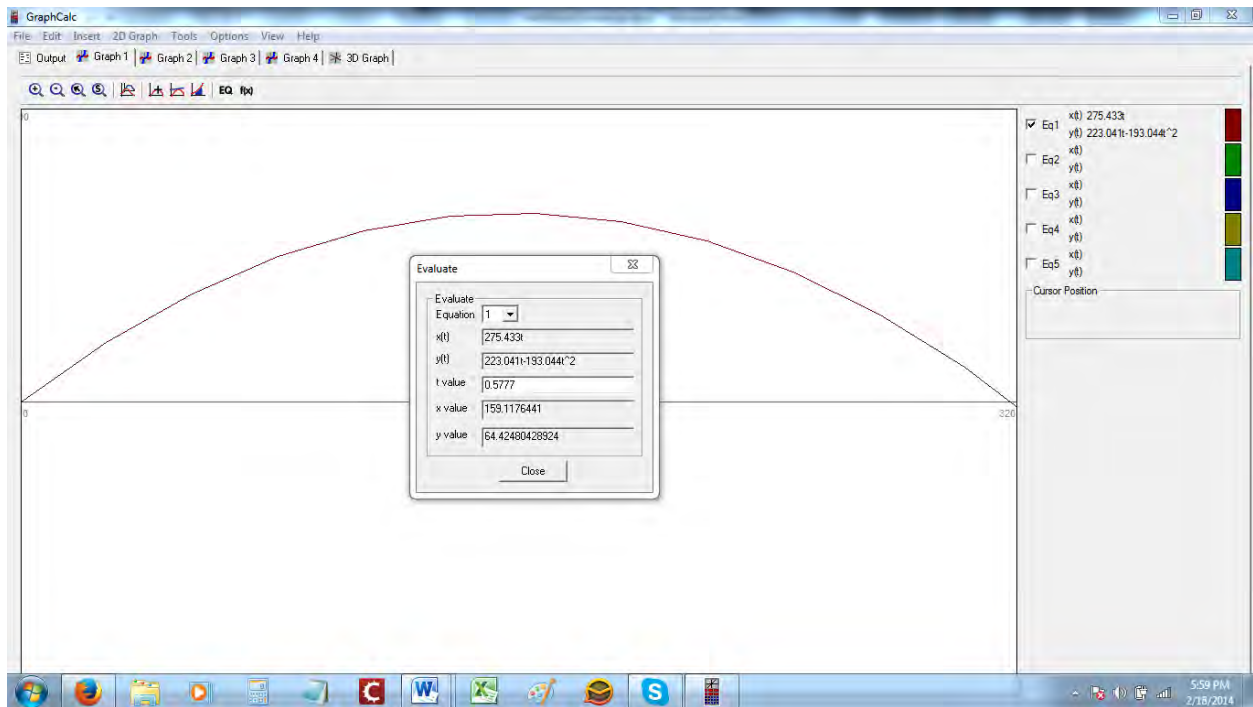 GraphCalc
File Edit Insert 2D Graph Tools Options View Help
Output Graph 1 Graph 2 Graph 3 Graph 4 3D Graph
EQ f(x)
0
0
320
Eq1 x(t) 275.433t
y(t) 223.041t-193.044t^2
Eq2 x(t)
y(t)
Eq3 x(t)
y(t)
Eq4 x(t)
y(t)
Eq5 x(t)
y(t)
Cursor Position
Evaluate
Evaluate
Equation 1
x(t) 275.433t
y(t) 223.041t-193.044t^2
t value 0.5777
x value 159.1176441
y value 64.42480428924
Close
C W X S
5:59 PM
2/18/2014